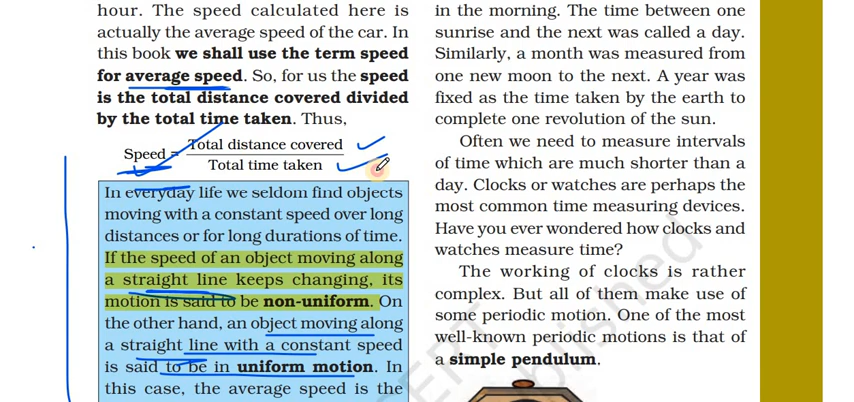 hour. The speed calculated here is
actually the average speed of the car. In
this book we shall use the term speed
for average speed. So, for us the speed
is the total distance covered divided
by the total time taken. Thus,
Speed = Total distance covered
Total time taken
In everyday life we seldom find objects
moving with a constant speed over long
distances or for long durations of time.
If the speed of an object moving along
a straight line keeps changing, its
motion is said to be non-uniform. On
the other hand, an object moving along
a straight line with a constant speed
is said to be in uniform motion. In
this case, the average speed is the
in the morning. The time between one
sunrise and the next was called a day.
Similarly, a month was measured from
one new moon to the next. A year was
fixed as the time taken by the earth to
complete one revolution of the sun.
Often we need to measure intervals
of time which are much shorter than a
day. Clocks or watches are perhaps the
most common time measuring devices.
Have you ever wondered how clocks and
watches measure time?
The working of clocks is rather
complex. But all of them make use of
some periodic motion. One of the most
well-known periodic motions is that of
a simple pendulum.